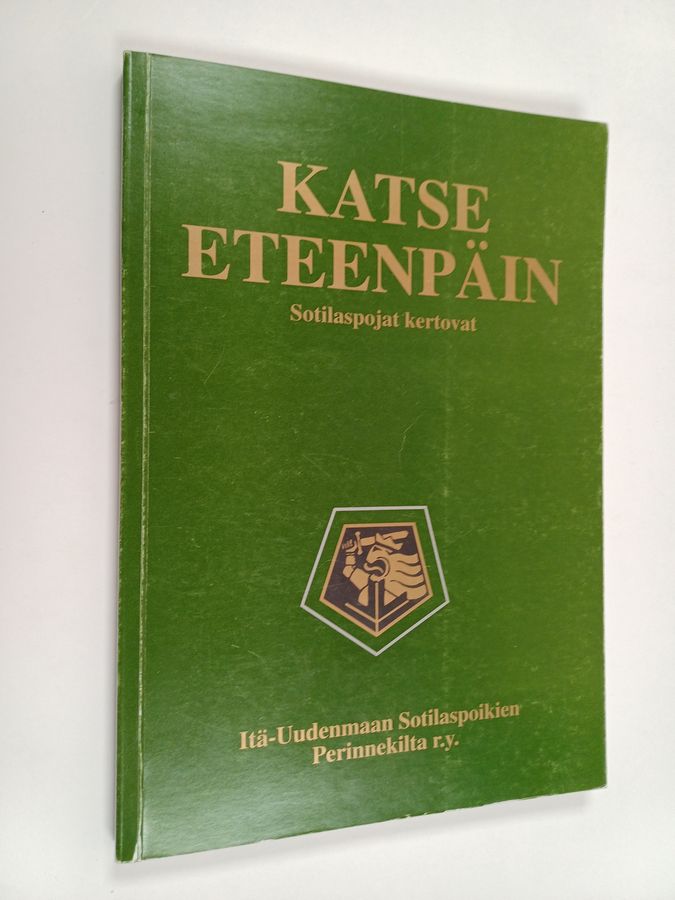 KATSE
ETEENPÄIN
Sotilaspojat kertovat
Itä-Uudenmaan Sotilaspoikien
Perinnekilta r.y.